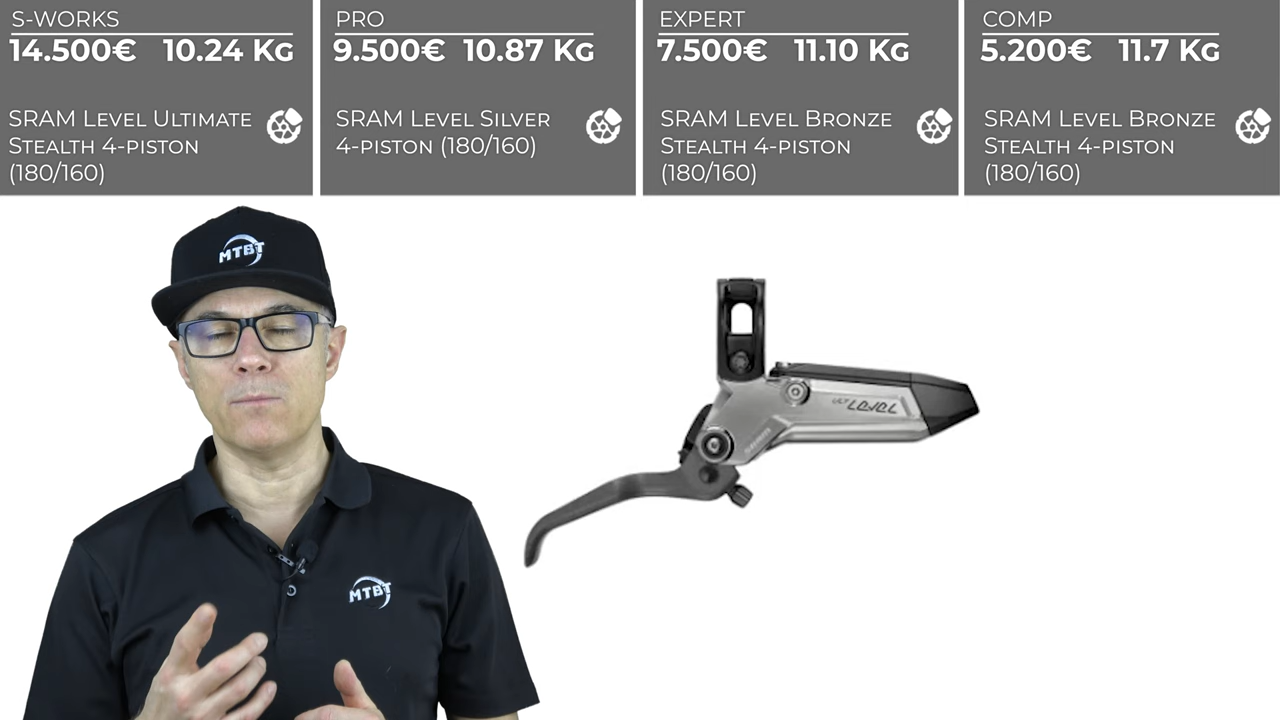 S-WORKS
14.500€ 10.24 Kg
SRAM Level Ultimate
Stealth 4-piston
(180/160)
PRO
9.500€ 10.87 Kg
SRAM Level Silver
4-piston (180/160)
EXPERT
7.500€ 11.10 Kg
SRAM Level Bronze
Stealth 4-piston
(180/160)
COMP
5.200€ 11.7 Kg
SRAM Level Bronze
Stealth 4-piston
(180/160)
MTBT
ULT LEVEL
MTBT